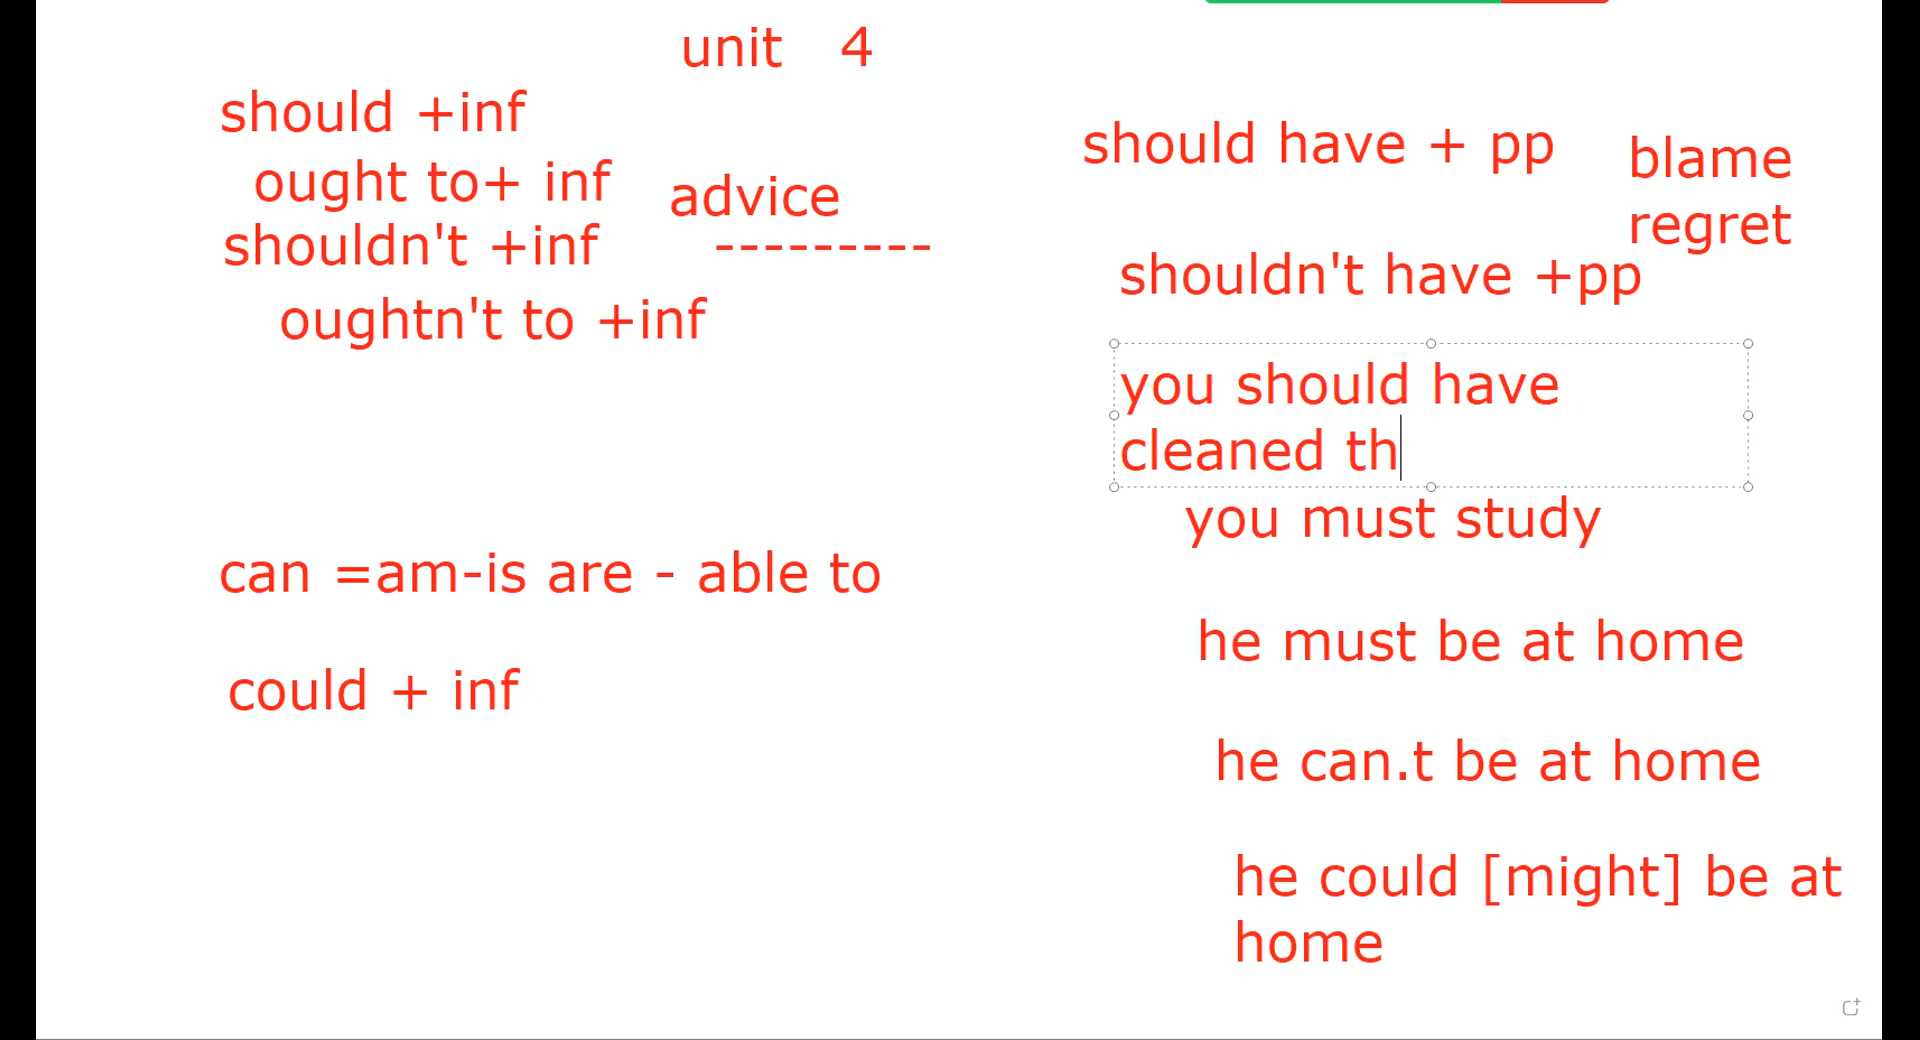 unit 4
should +inf
ought to+ inf
advice
shouldn't +inf
---------
oughtn't to +inf
can =am-is are - able to
could + inf
should have + pp
blame
regret
shouldn't have +pp
you should have
cleaned th
you must study
he must be at home
he can.t be at home
he could [might] be at
home